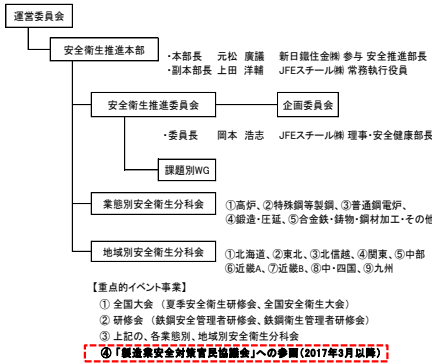 運営委員会
安全衛生推進本部
・本部長 元松 廣議 新日鐵住金㈱ 参与 安全推進部長
・副本部長 上田 洋輔 JFEスチール㈱ 常務執行役員
安全衛生推進委員会
企画委員会
・委員長 岡本 浩志 JFEスチール㈱ 理事・安全健康部長
課題別WG
業態別安全衛生分科会
①高炉、②特殊鋼等製鋼、③普通鋼電炉、
④鍛造・圧延、⑤合金鉄・鋳物・鋼材加工・その他
地域別安全衛生分科会
①北海道、②東北、③北信越、④関東、⑤中部
⑥近畿A、⑦近畿B、⑧中・四国、⑨九州
【重点的イベント事業】
① 全国大会 （夏季安全衛生研修会、全国安全衛生大会）
② 研修会 （鉄鋼安全管理者研修会、鉄鋼衛生管理者研修会）
③ 上記の、各業態別、地域別安全衛生分科会
④ 「製造業安全対策官民協議会」への参画（2017年3月以降）